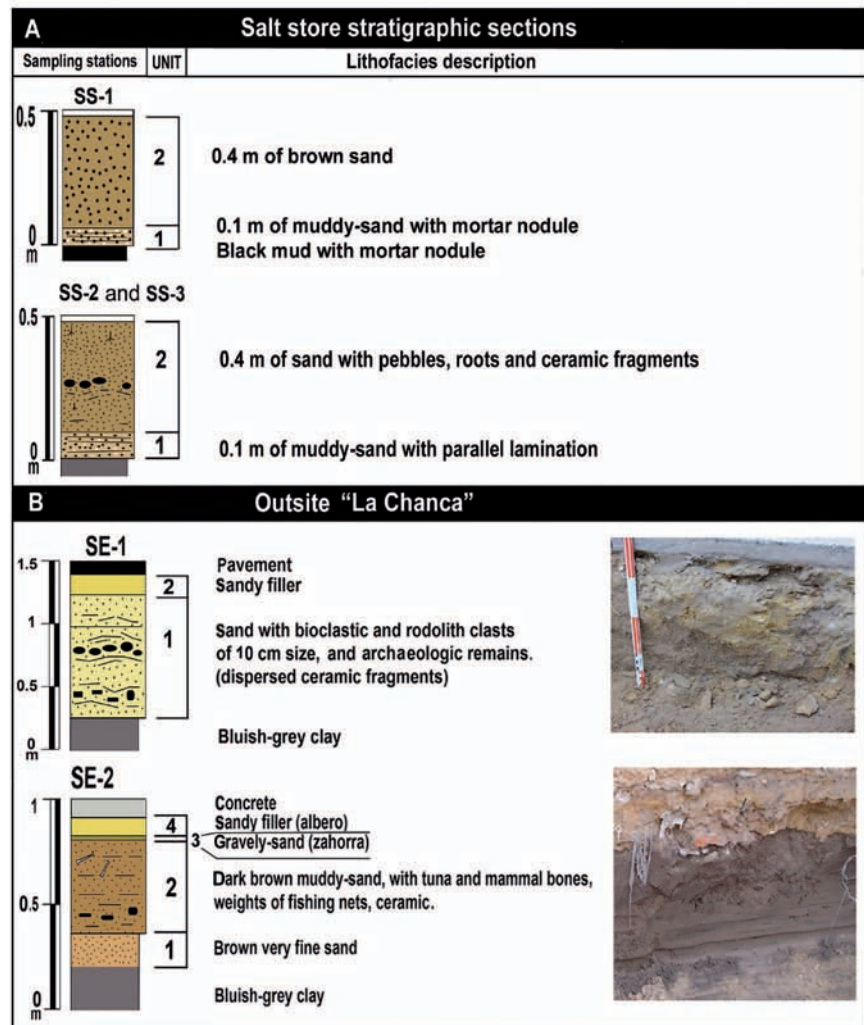 A Salt store stratigraphic sections
Sampling stations UNIT Lithofacies description
SS-1
0.5
2 0.4 m of brown sand
0.1 m of muddy-sand with mortar nodule
0 1 Black mud with mortar nodule
m
SS-2 and SS-3
0.5
2 0.4 m of sand with pebbles, roots and ceramic fragments
0 1 0.1 m of muddy-sand with parallel lamination
m
B Outsite “La Chanca”
SE-1
1.5 Pavement
2 Sandy filler
1 1 Sand with bioclastic and rodolith clasts
of 10 cm size, and archaeologic remains.
0.5 (dispersed ceramic fragments)
0 Bluish-grey clay
m
SE-2
1 Concrete
4 Sandy filler (albero)
3 Gravely-sand (zahorra)
2 Dark brown muddy-sand, with tuna and mammal bones,
0.5 weights of fishing nets, ceramic.
1 Brown very fine sand
0 Bluish-grey clay
m